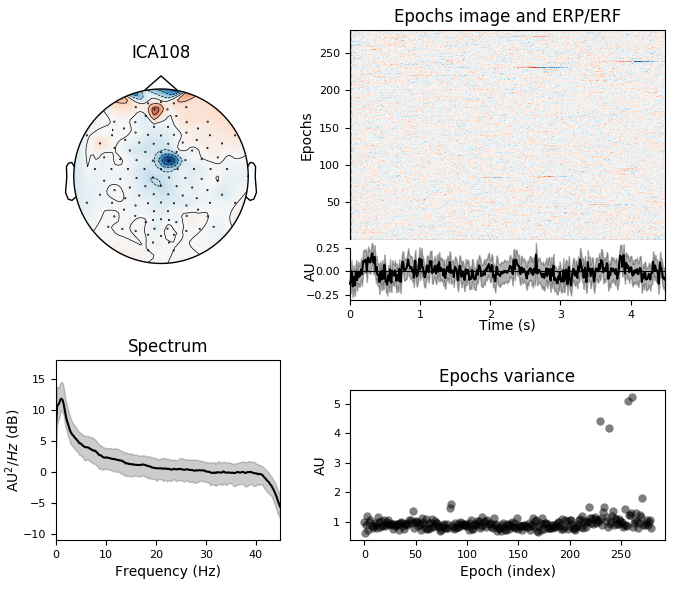 ICA108
Epochs image and ERP/ERF
Epochs
250
200
150
100
50
AU
0.25
0.00
−0.25
0 1 2 3 4
Time (s)
Spectrum
AU²/Hz (dB)
15
10
5
0
−5
−10
0 10 20 30 40
Frequency (Hz)
Epochs variance
AU
5
4
3
2
1
0 50 100 150 200 250
Epoch (index)